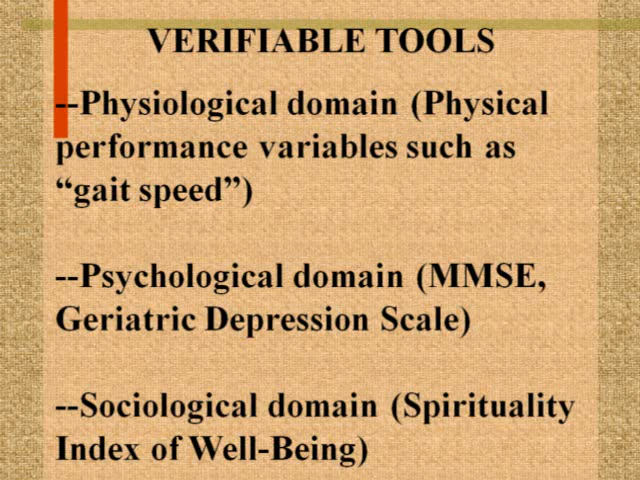 VERIFIABLE TOOLS
--Physiological domain (Physical
performance variables such as
“gait speed”)
--Psychological domain (MMSE,
Geriatric Depression Scale)
--Sociological domain (Spirituality
Index of Well-Being)